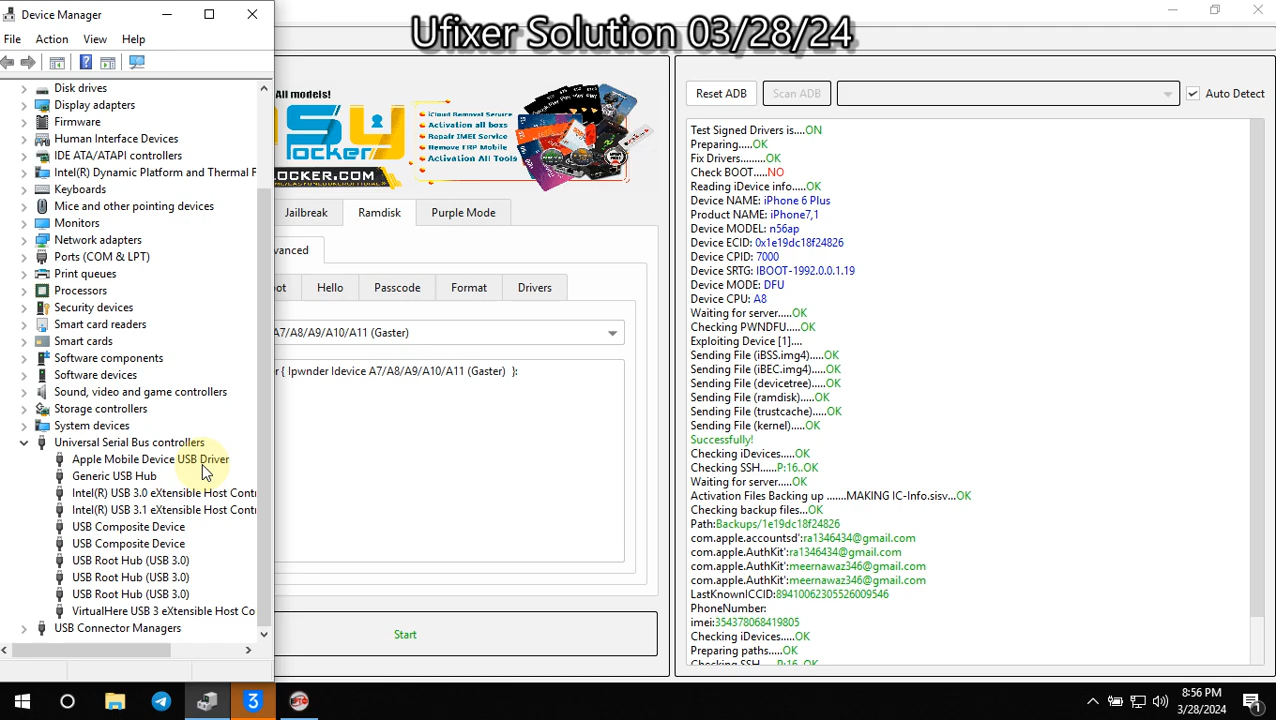 Device Manager
Ufixer Solution 03/28/24
File Action View Help
Disk drives
Display adapters
Firmware
Human Interface Devices
IDE ATA/ATAPI controllers
Intel(R) Dynamic Platform and Thermal F
Keyboards
Mice and other pointing devices
Monitors
Network adapters
Ports (COM & LPT)
Print queues
Processors
Security devices
Smart card readers
Smart cards
Software components
Software devices
Sound, video and game controllers
Storage controllers
System devices
Universal Serial Bus controllers
Apple Mobile Device USB Driver
Generic USB Hub
Intel(R) USB 3.0 eXtensible Host Contr
Intel(R) USB 3.1 eXtensible Host Contr
USB Composite Device
USB Composite Device
USB Root Hub (USB 3.0)
USB Root Hub (USB 3.0)
USB Root Hub (USB 3.0)
VirtualHere USB 3 eXtensible Host Co
USB Connector Managers
All models!
iCloud Removal Service
Activation all boxs
Repair IMEI Service
Remove FRP Mobile
Activation All Tools
Jailbreak Ramdisk Purple Mode
vanced
ot Hello Passcode Format Drivers
A7/A8/A9/A10/A11 (Gaster)
er { lpwnder Idevice A7/A8/A9/A10/A11 (Gaster) }:
Start
Reset ADB Scan ADB Auto Detect
Test Signed Drivers is....ON
Preparing.....OK
Fix Drivers.........OK
Check BOOT.....NO
Reading iDevice info.....OK
Device NAME: iPhone 6 Plus
Product NAME: iPhone7,1
Device MODEL: n56ap
Device ECID: 0x1e19dc18f24826
Device CPID: 7000
Device SRTG: IBOOT-1992.0.0.1.19
Device MODE: DFU
Device CPU: A8
Waiting for server.....OK
Checking PWNDFU.....OK
Exploiting Device [1]....
Sending File (iBSS.img4).....OK
Sending File (iBEC.img4)....OK
Sending File (devicetree).....OK
Sending File (ramdisk).....OK
Sending File (trustcache).....OK
Sending File (kernel).....OK
Successfully!
Checking iDevices.....OK
Checking SSH.....P:16..OK
Waiting for server.....OK
Activation Files Backing up .......MAKING IC-Info.sisv...OK
Checking backup files...OK
Path:Backups/1e19dc18f24826
com.apple.accountsd':ra1346434@gmail.com
com.apple.AuthKit':ra1346434@gmail.com
com.apple.AuthKit':meernawaz346@gmail.com
com.apple.AuthKit':meernawaz346@gmail.com
LastKnownICCID:89410062305526009546
PhoneNumber:
imei:354378068419805
Checking iDevices.....OK
Preparing paths.....OK
Checking SSH.....P:16..OK
8:56 PM
3/28/2024